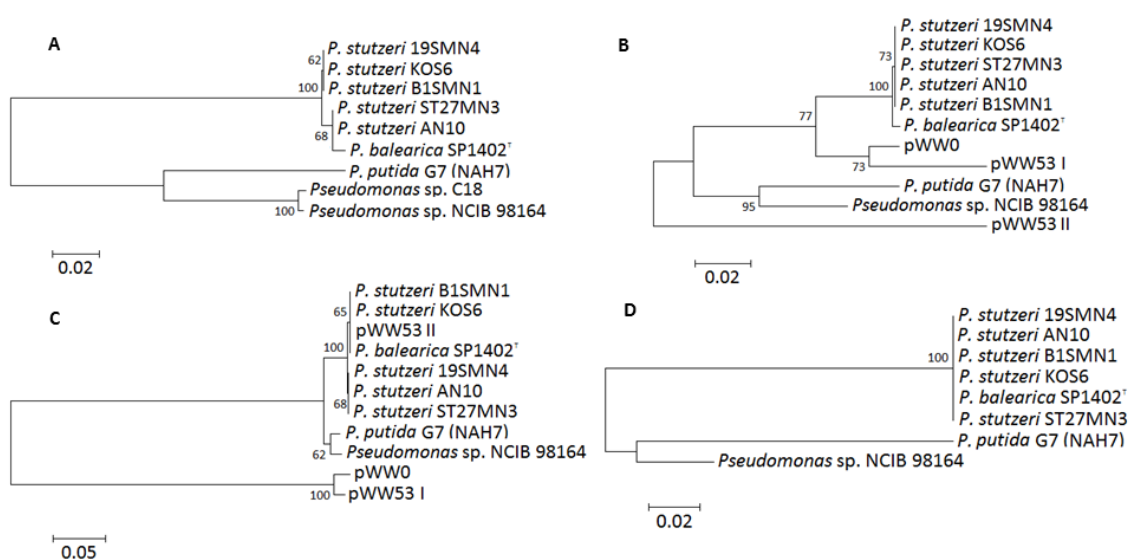 A
P. stutzeri 19SMN4
62
P. stutzeri KOS6
100
P. stutzeri B1SMN1
P. stutzeri ST27MN3
P. stutzeri AN10
68
P. balearica SP1402ᵀ
P. putida G7 (NAH7)
Pseudomonas sp. C18
100
Pseudomonas sp. NCIB 98164
0.02
B
P. stutzeri 19SMN4
73
P. stutzeri KOS6
P. stutzeri ST27MN3
100
P. stutzeri AN10
P. stutzeri B1SMN1
77
P. balearica SP1402ᵀ
pWW0
73
pWW53 I
P. putida G7 (NAH7)
95
Pseudomonas sp. NCIB 98164
pWW53 II
0.02
C
P. stutzeri B1SMN1
65
P. stutzeri KOS6
pWW53 II
100
P. balearica SP1402ᵀ
P. stutzeri 19SMN4
P. stutzeri AN10
68
P. stutzeri ST27MN3
P. putida G7 (NAH7)
62
Pseudomonas sp. NCIB 98164
pWW0
100
pWW53 I
0.05
D
P. stutzeri 19SMN4
P. stutzeri AN10
100
P. stutzeri B1SMN1
P. stutzeri KOS6
P. balearica SP1402ᵀ
P. stutzeri ST27MN3
P. putida G7 (NAH7)
Pseudomonas sp. NCIB 98164
0.02